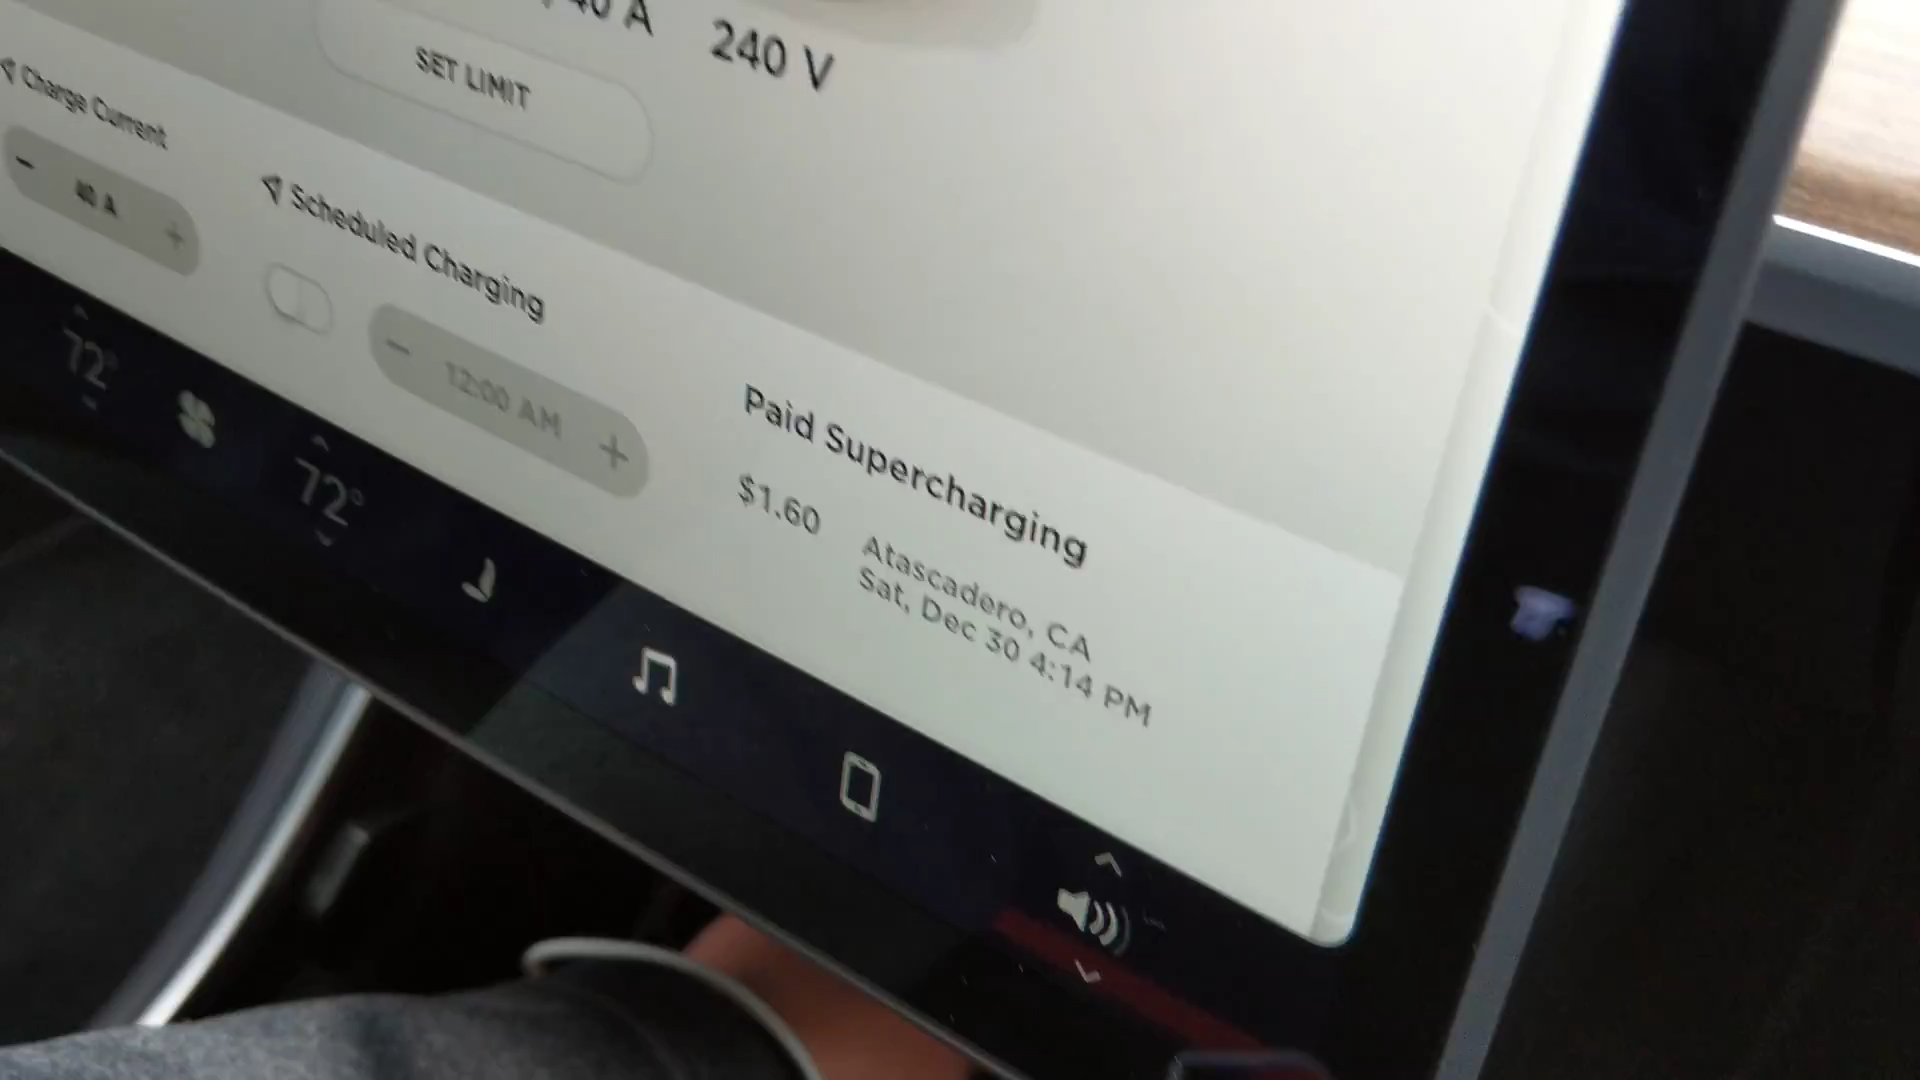 40 A 240 V
SET LIMIT
Charge Current
− 40 A +
Scheduled Charging
− 12:00 AM +
Paid Supercharging
$1.60 Atascadero, CA
Sat, Dec 30 4:14 PM
72°
72°